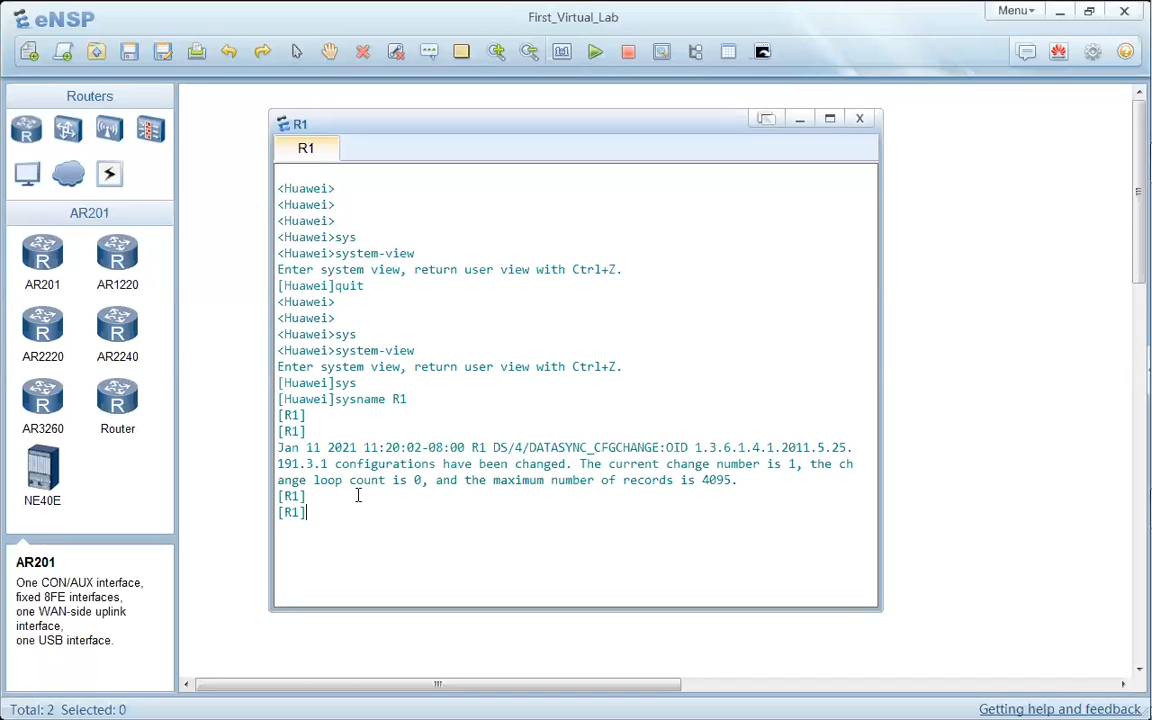 eNSP
First_Virtual_Lab
Menu
Routers
AR201
AR201
AR1220
AR2220
AR2240
AR3260
Router
NE40E
AR201
One CON/AUX interface,
fixed 8FE interfaces,
one WAN-side uplink
interface,
one USB interface.
R1
R1
<Huawei>
<Huawei>
<Huawei>
<Huawei>sys
<Huawei>system-view
Enter system view, return user view with Ctrl+Z.
[Huawei]quit
<Huawei>
<Huawei>
<Huawei>sys
<Huawei>system-view
Enter system view, return user view with Ctrl+Z.
[Huawei]sys
[Huawei]sysname R1
[R1]
[R1]
Jan 11 2021 11:20:02-08:00 R1 DS/4/DATASYNC_CFGCHANGE:OID 1.3.6.1.4.1.2011.5.25.
191.3.1 configurations have been changed. The current change number is 1, the ch
ange loop count is 0, and the maximum number of records is 4095.
[R1]
[R1]
Total: 2 Selected: 0
Getting help and feedback